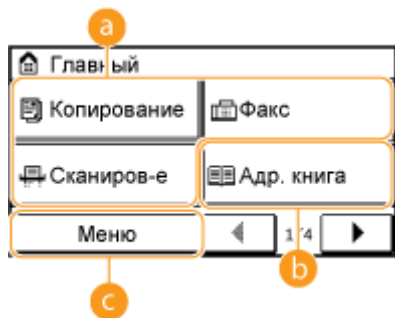 a
Главный
Копирование Факс
Сканиров-е Адр. книга
Меню 1/4
b
c